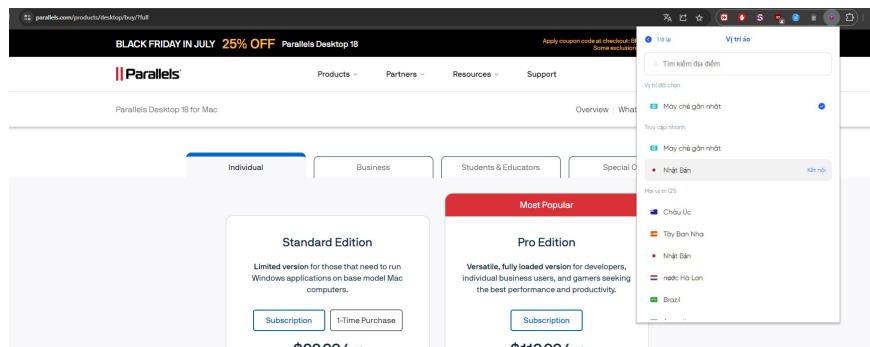 parallels.com/products/desktop/buy/?full
BLACK FRIDAY IN JULY 25% OFF Parallels Desktop 18
Apply coupon code at checkout:
Some exclusion
Parallels
Products
Partners
Resources
Support
Parallels Desktop 18 for Mac
Overview
What
Individual
Business
Students & Educators
Special O
Standard Edition
Limited version for those that need to run
Windows applications on base model Mac
computers.
Subscription
1-Time Purchase
Most Popular
Pro Edition
Versatile, fully loaded version for developers,
individual business users, and gamers seeking
the best performance and productivity.
Subscription
Trở lại
Vị trí ảo
Tìm kiếm địa điểm
Vị trí đã chọn
Máy chủ gần nhất
Truy cập nhanh
Máy chủ gần nhất
Nhật Bản
Kết nối
Mọi vị trí (21)
Châu Úc
Tây Ban Nha
Nhật Bản
nước Hà Lan
Brazil